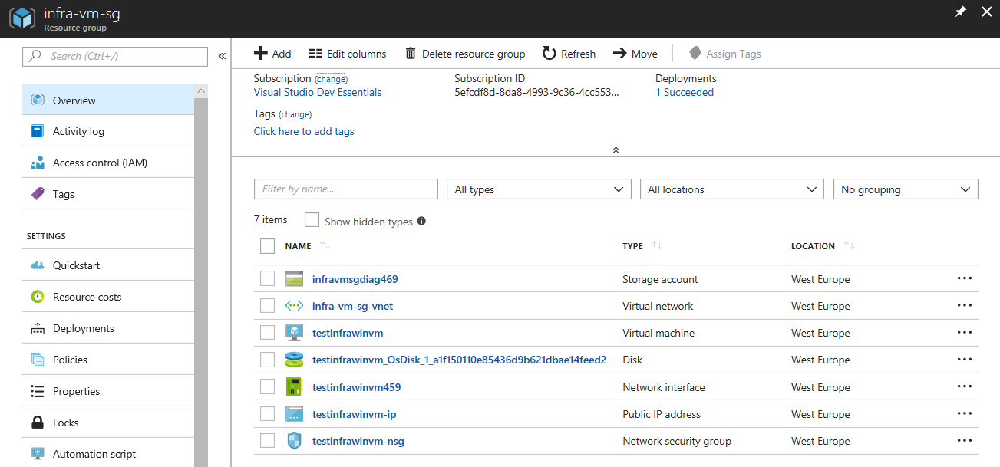 infra-vm-sg
Resource group
Search (Ctrl+/)
Overview
Activity log
Access control (IAM)
Tags
SETTINGS
Quickstart
Resource costs
Deployments
Policies
Properties
Locks
Automation script
Add Edit columns Delete resource group Refresh Move Assign Tags
Subscription (change) Subscription ID Deployments
Visual Studio Dev Essentials 5efcdf8d-8da8-4993-9c36-4cc553... 1 Succeeded
Tags (change)
Click here to add tags
Filter by name... All types All locations No grouping
7 items Show hidden types
NAME TYPE LOCATION
infravmsgdiag469 Storage account West Europe
infra-vm-sg-vnet Virtual network West Europe
testinfrawinvm Virtual machine West Europe
testinfrawinvm_OsDisk_1_a1f150110e85436d9b621dbae14feed2 Disk West Europe
testinfrawinvm459 Network interface West Europe
testinfrawinvm-ip Public IP address West Europe
testinfrawinvm-nsg Network security group West Europe